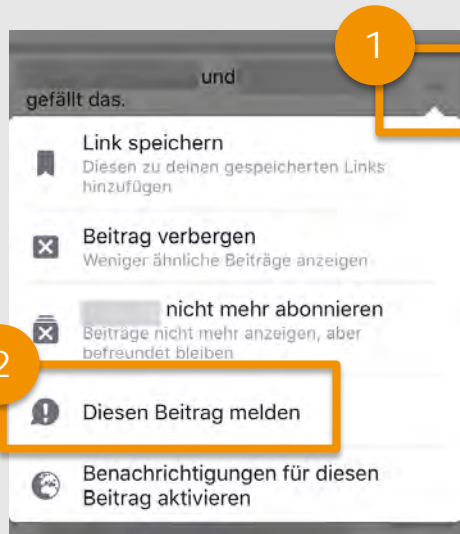 1
und
gefällt das.
Link speichern
Diesen zu deinen gespeicherten Links
hinzufügen
Beitrag verbergen
Weniger ähnliche Beiträge anzeigen
nicht mehr abonnieren
Beiträge nicht mehr anzeigen, aber
befreundet bleiben
2
Diesen Beitrag melden
Benachrichtigungen für diesen
Beitrag aktivieren